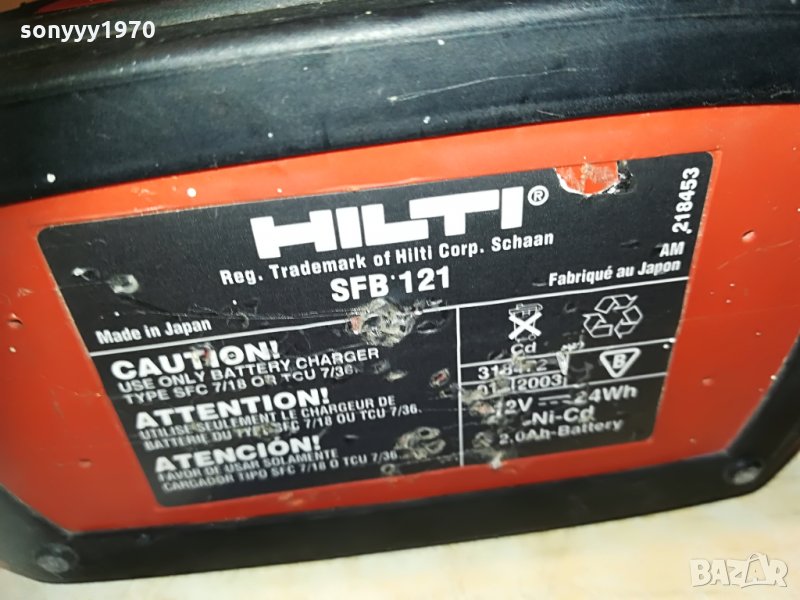 sonyyy1970
HILTI®
Reg. Trademark of Hilti Corp. Schaan
SFB 121
Made in Japan
Fabriqué au Japon
AM
218453
CAUTION!
USE ONLY BATTERY CHARGER
TYPE SFC 7/18 OR TCU 7/36.
ATTENTION!
UTILISE SEULEMENT LE CHARGEUR DE
BATTERIE DU TYPE SFC 7/18 OU TCU 7/36.
ATENCIÓN!
FAVOR DE USAR SOLAMENTE
CARGADOR TIPO SFC 7/18 O TCU 7/36
Cd
B
01 2003
12V 24Wh
Ni-Cd
2.0Ah-Battery
BAZAR